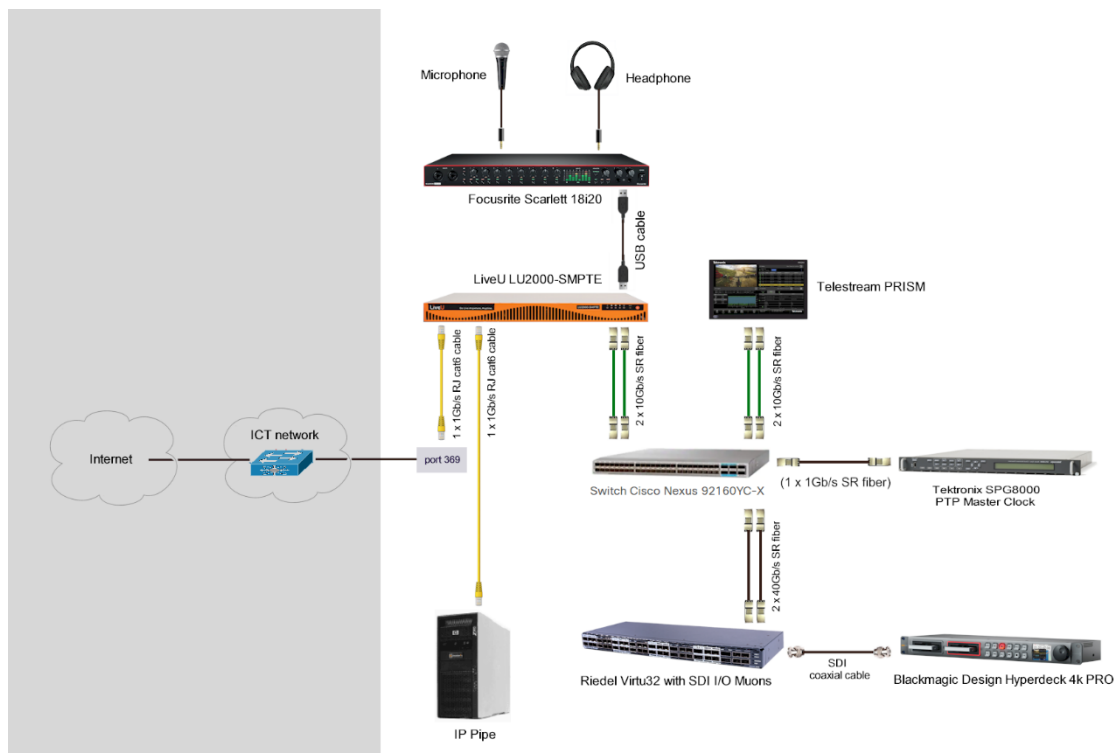 Microphone
Headphone
Focusrite Scarlett 18i20
USB cable
LiveU LU2000-SMPTE
LiveU
Telestream PRISM
1 x 1Gb/s RJ cat6 cable
1 x 1Gb/s RJ cat6 cable
2 x 10Gb/s SR fiber
2 x 10Gb/s SR fiber
ICT network
Internet
port 369
Switch Cisco Nexus 92160YC-X
(1 x 1Gb/s SR fiber)
Tektronix SPG8000
PTP Master Clock
2 x 40Gb/s SR fiber
Riedel Virtu32 with SDI I/O Muons
SDI
coaxial cable
Blackmagic Design Hyperdeck 4k PRO
IP Pipe